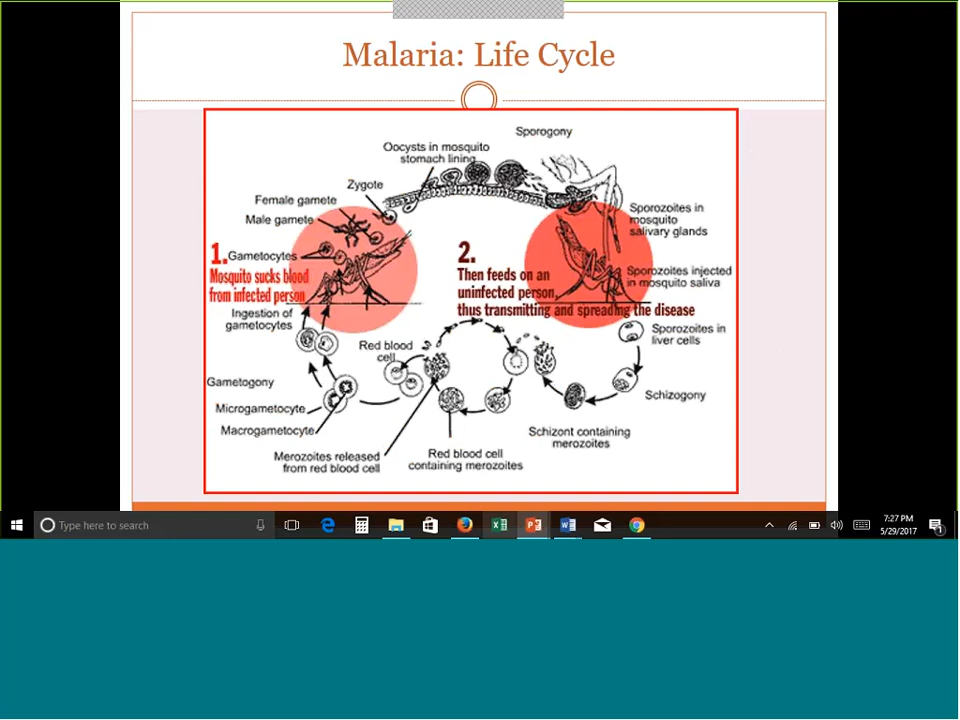 Malaria: Life Cycle
Sporogony
Oocysts in mosquito
stomach lining
Zygote
Female gamete
Male gamete
Sporozoites in
mosquito
salivary glands
1.
Gametocytes
Mosquito sucks blood
from infected person
2.
Then feeds on an
uninfected person,
thus transmitting and spreading the disease
Sporozoites injected
in mosquito saliva
Ingestion of
gametocytes
Sporozoites in
liver cells
Red blood
cell
Gametogony
Schizogony
Microgametocyte
Macrogametocyte
Schizont containing
merozoites
Merozoites released
from red blood cell
Red blood cell
containing merozoites
Type here to search
7:27 PM
5/29/2017
1